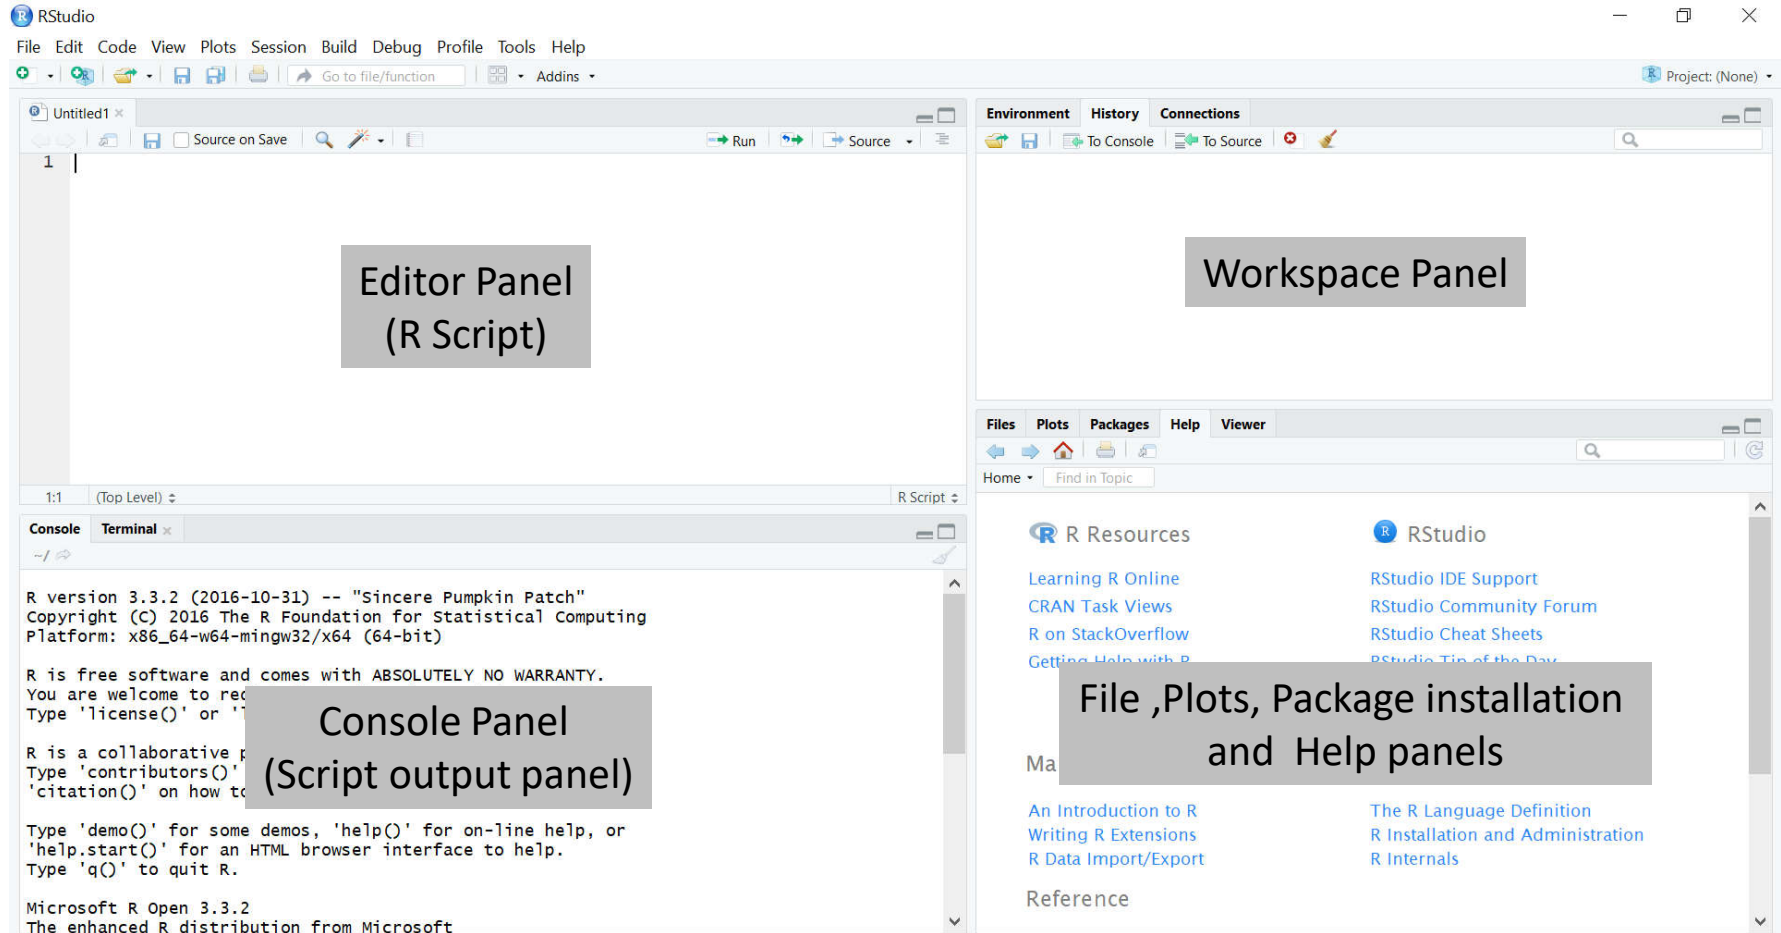 RStudio
File Edit Code View Plots Session Build Debug Profile Tools Help
Go to file/function Addins Project: (None)
Untitled1
Source on Save Run Source
1
Editor Panel
(R Script)
1:1 (Top Level) R Script
Environment History Connections
To Console To Source
Workspace Panel
Console Terminal
~/
R version 3.3.2 (2016-10-31) -- "Sincere Pumpkin Patch"
Copyright (C) 2016 The R Foundation for Statistical Computing
Platform: x86_64-w64-mingw32/x64 (64-bit)
R is free software and comes with ABSOLUTELY NO WARRANTY.
You are welcome to
Type 'license()' or
R is a collaborative
Type 'contributors()'
'citation()' on how to
Console Panel
(Script output panel)
Type 'demo()' for some demos, 'help()' for on-line help, or
'help.start()' for an HTML browser interface to help.
Type 'q()' to quit R.
Microsoft R Open 3.3.2
The enhanced R distribution from Microsoft
Files Plots Packages Help Viewer
Home Find in Topic
R Resources
Learning R Online
CRAN Task Views
R on StackOverflow
Getting Help with R
RStudio
RStudio IDE Support
RStudio Community Forum
RStudio Cheat Sheets
RStudio Tip of the Day
File ,Plots, Package installation
and Help panels
Ma
An Introduction to R
Writing R Extensions
R Data Import/Export
The R Language Definition
R Installation and Administration
R Internals
Reference